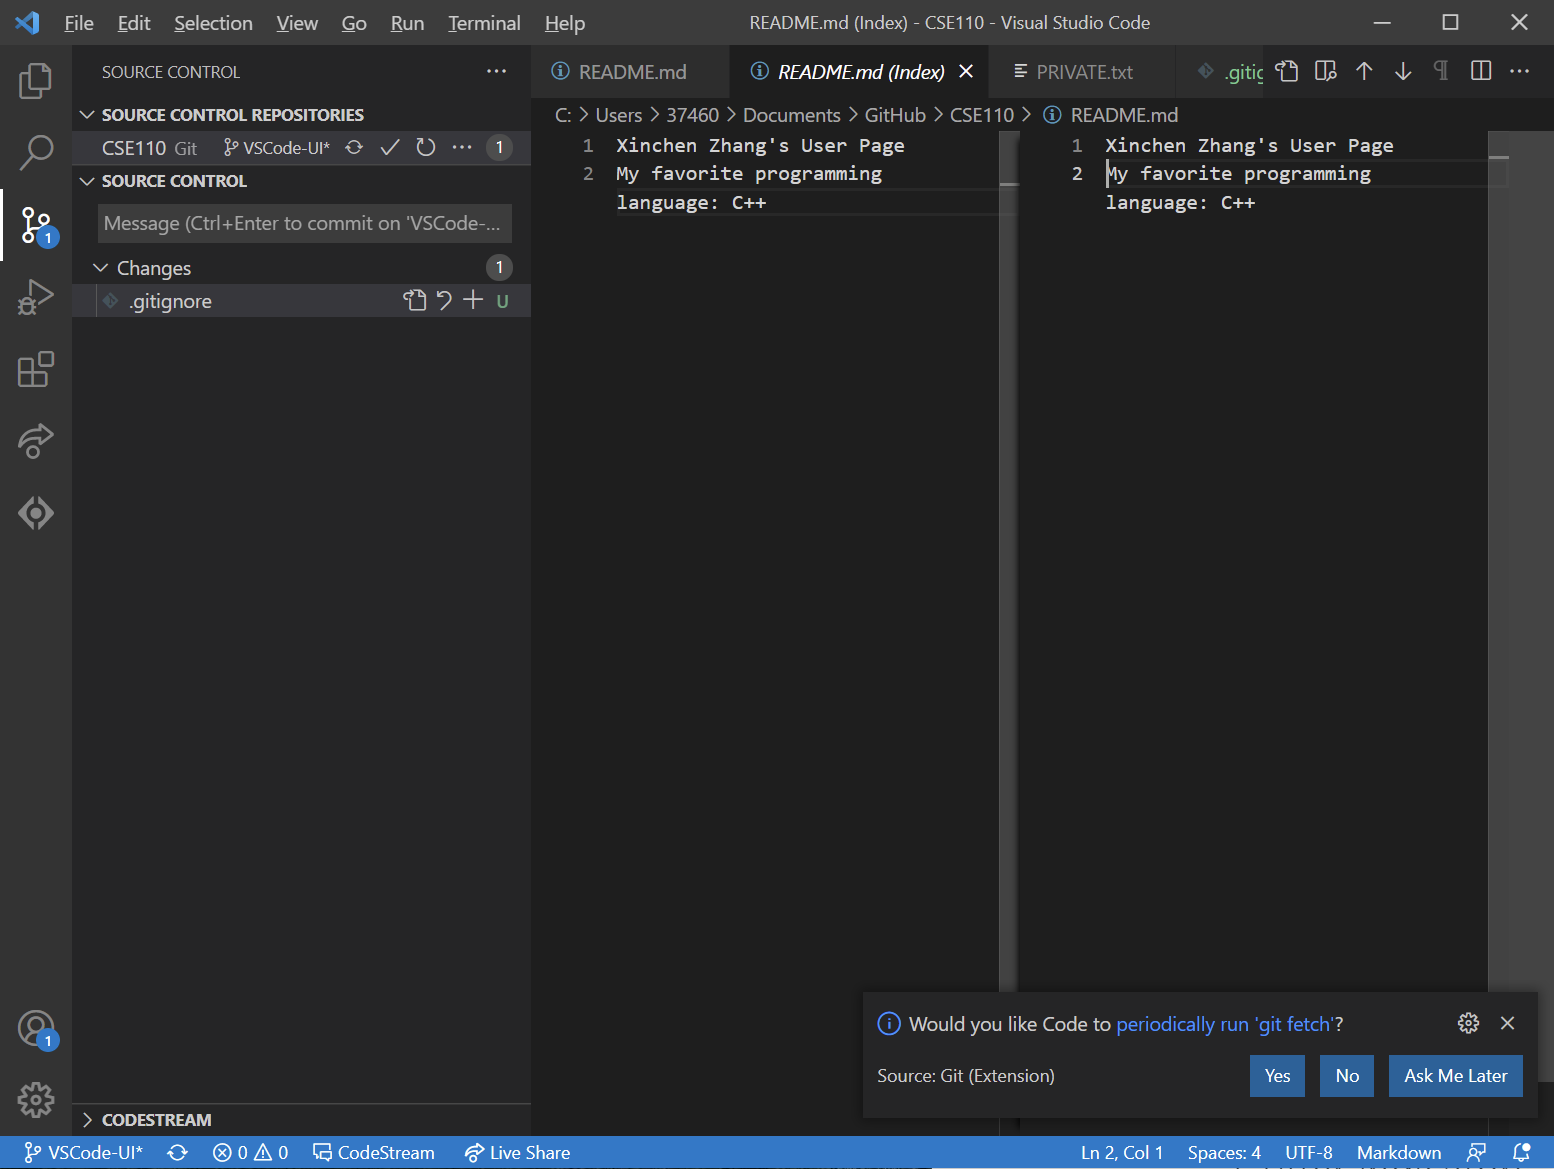 File Edit Selection View Go Run Terminal Help README.md (Index) - CSE110 - Visual Studio Code
SOURCE CONTROL
README.md README.md (Index) PRIVATE.txt .gitig
SOURCE CONTROL REPOSITORIES
C: Users 37460 Documents GitHub CSE110 README.md
CSE110 Git VSCode-UI* 1
SOURCE CONTROL
Message (Ctrl+Enter to commit on 'VSCode-...
Changes 1
.gitignore U
1
1 Xinchen Zhang's User Page
2 My favorite programming
language: C++
1 Xinchen Zhang's User Page
2 My favorite programming
language: C++
Would you like Code to periodically run 'git fetch'?
Source: Git (Extension) Yes No Ask Me Later
1
CODESTREAM
VSCode-UI* 0 0 CodeStream Live Share Ln 2, Col 1 Spaces: 4 UTF-8 Markdown